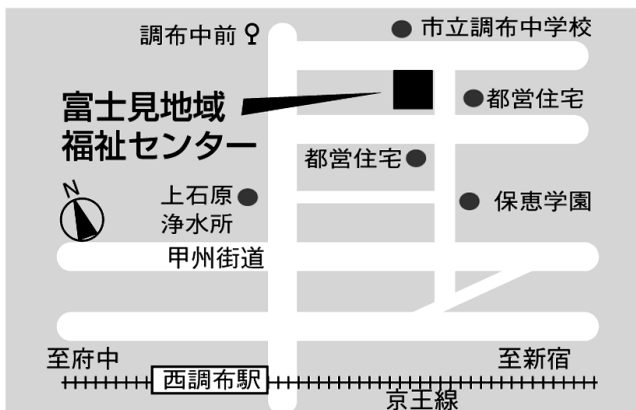 調布中前
市立調布中学校
富士見地域
福祉センター
都営住宅
都営住宅
N
上石原
浄水所
保恵学園
甲州街道
至府中
至新宿
西調布駅
京王線